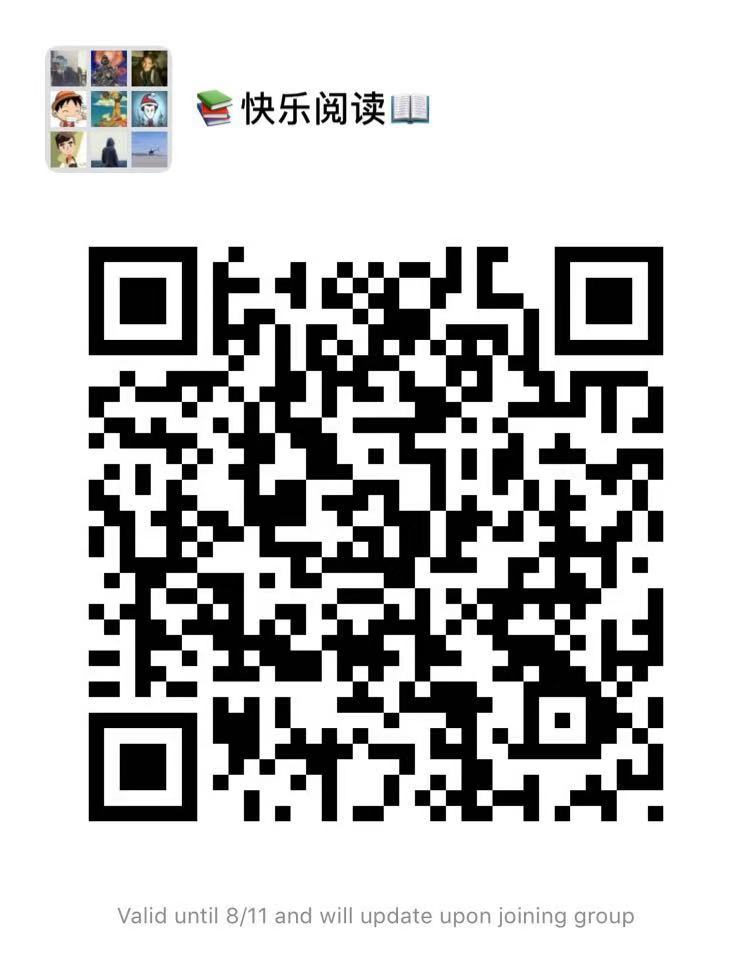 📚快乐阅读📖
Valid until 8/11 and will update upon joining group